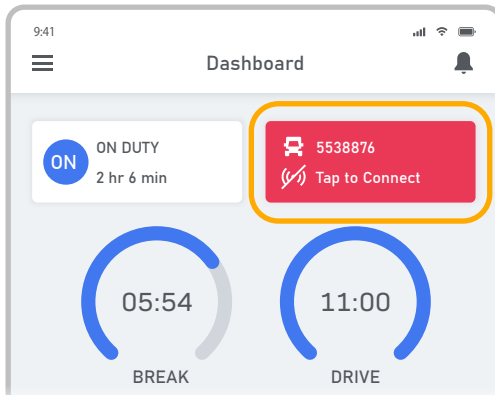 9:41
Dashboard
ON
ON DUTY
2 hr 6 min
5538876
Tap to Connect
05:54
11:00
BREAK
DRIVE